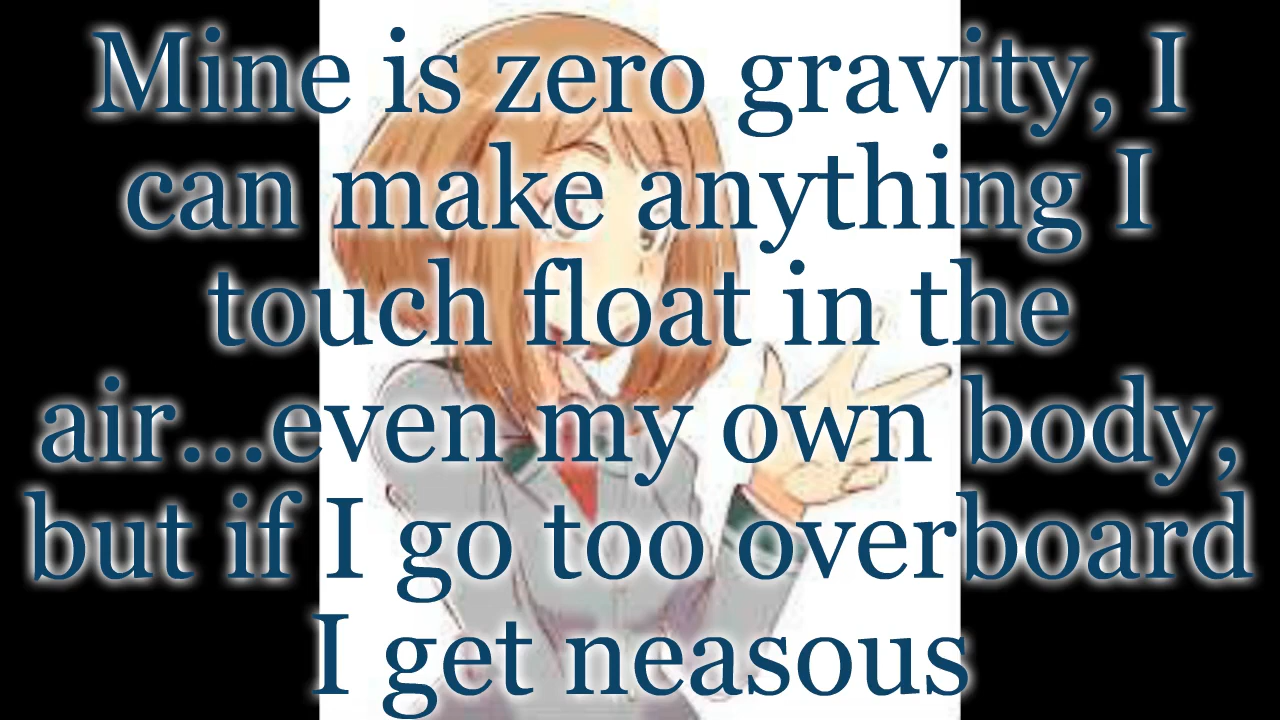 Mine is zero gravity, I
can make anything I
touch float in the
air...even my own body,
but if I go too overboard
I get neasous